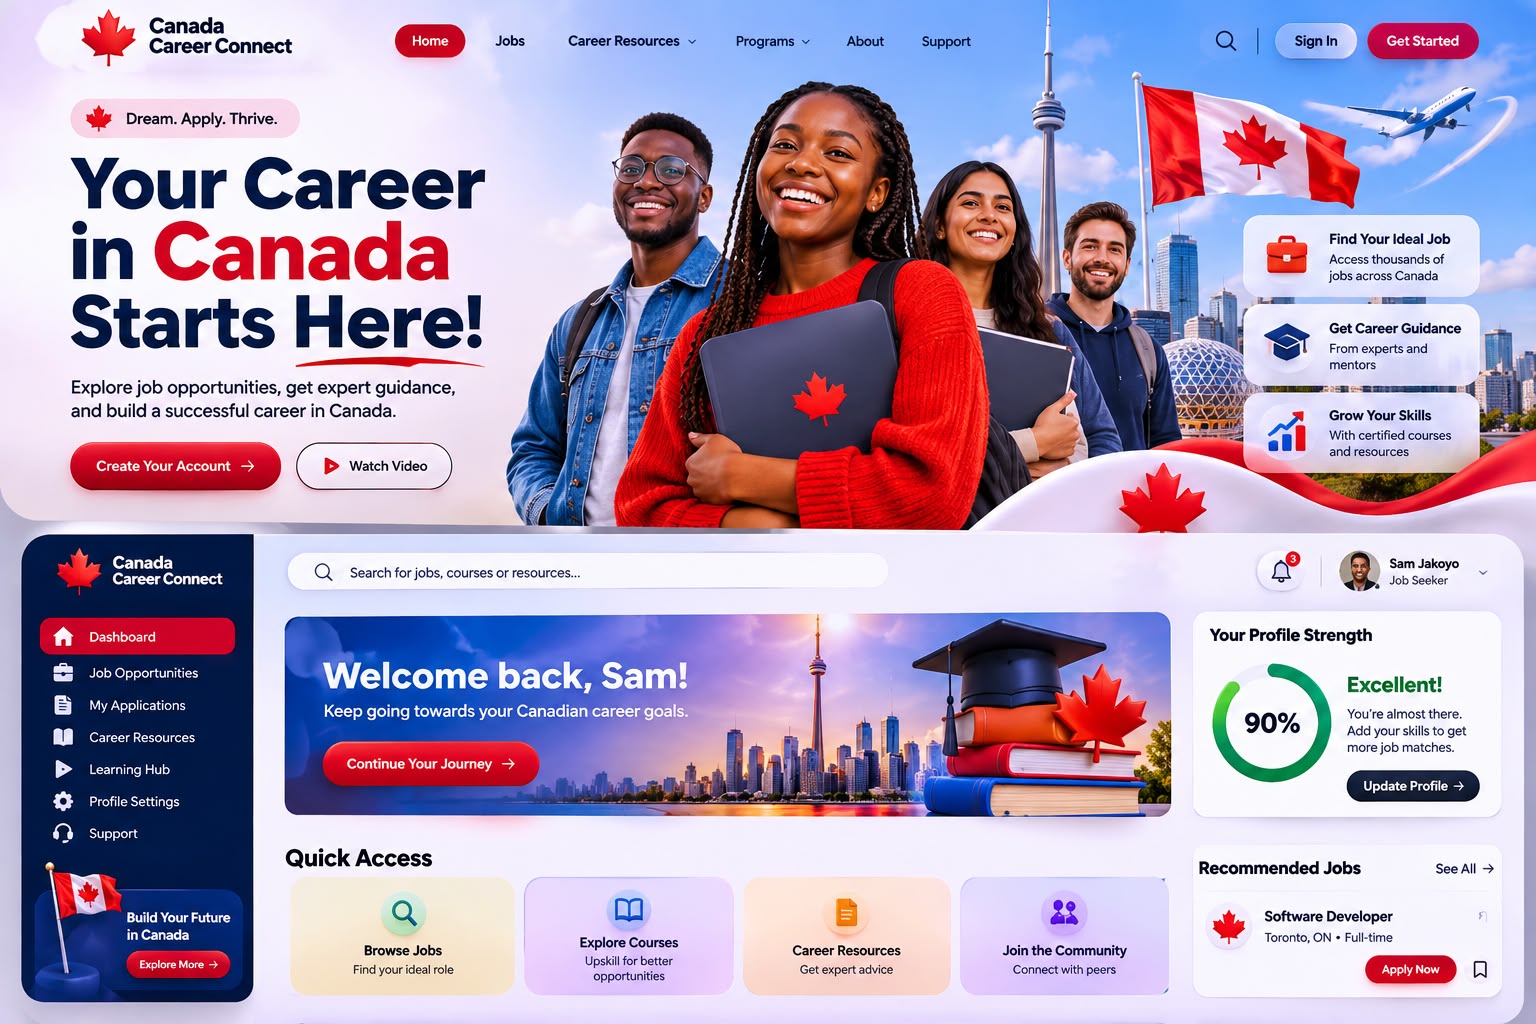 Canada
Career Connect
Home
Jobs
Career Resources
Programs
About
Support
Sign In
Get Started
Dream. Apply. Thrive.
Your Career
in Canada
Starts Here!
Explore job opportunities, get expert guidance,
and build a successful career in Canada.
Create Your Account →
Watch Video
Find Your Ideal Job
Access thousands of
jobs across Canada
Get Career Guidance
From experts and
mentors
Grow Your Skills
With certified courses
and resources
Canada
Career Connect
Dashboard
Job Opportunities
My Applications
Career Resources
Learning Hub
Profile Settings
Support
Build Your Future
in Canada
Explore More →
Search for jobs, courses or resources...
3
Sam Jakoyo
Job Seeker
Welcome back, Sam!
Keep going towards your Canadian career goals.
Continue Your Journey →
Your Profile Strength
90%
Excellent!
You're almost there.
Add your skills to get
more job matches.
Update Profile →
Quick Access
Browse Jobs
Find your ideal role
Explore Courses
Upskill for better
opportunities
Career Resources
Get expert advice
Join the Community
Connect with peers
Recommended Jobs
See All →
Software Developer
Toronto, ON • Full-time
Apply Now